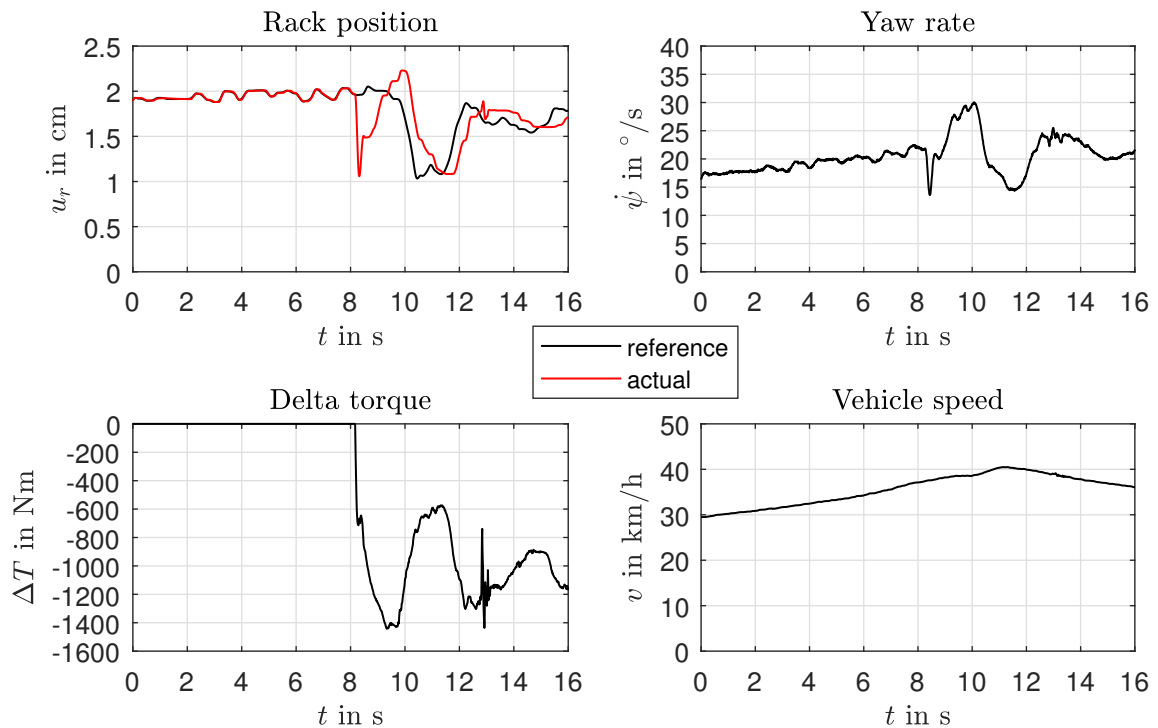 Rack position
2.5
2
1.5
1
0.5
0
u_r in cm
0 2 4 6 8 10 12 14 16
t in s
Yaw rate
40
35
30
25
20
15
10
5
0
ψ̇ in °/s
0 2 4 6 8 10 12 14 16
t in s
reference
actual
Delta torque
0
-200
-400
-600
-800
-1000
-1200
-1400
-1600
ΔT in Nm
0 2 4 6 8 10 12 14 16
t in s
Vehicle speed
50
40
30
20
10
0
v in km/h
0 2 4 6 8 10 12 14 16
t in s